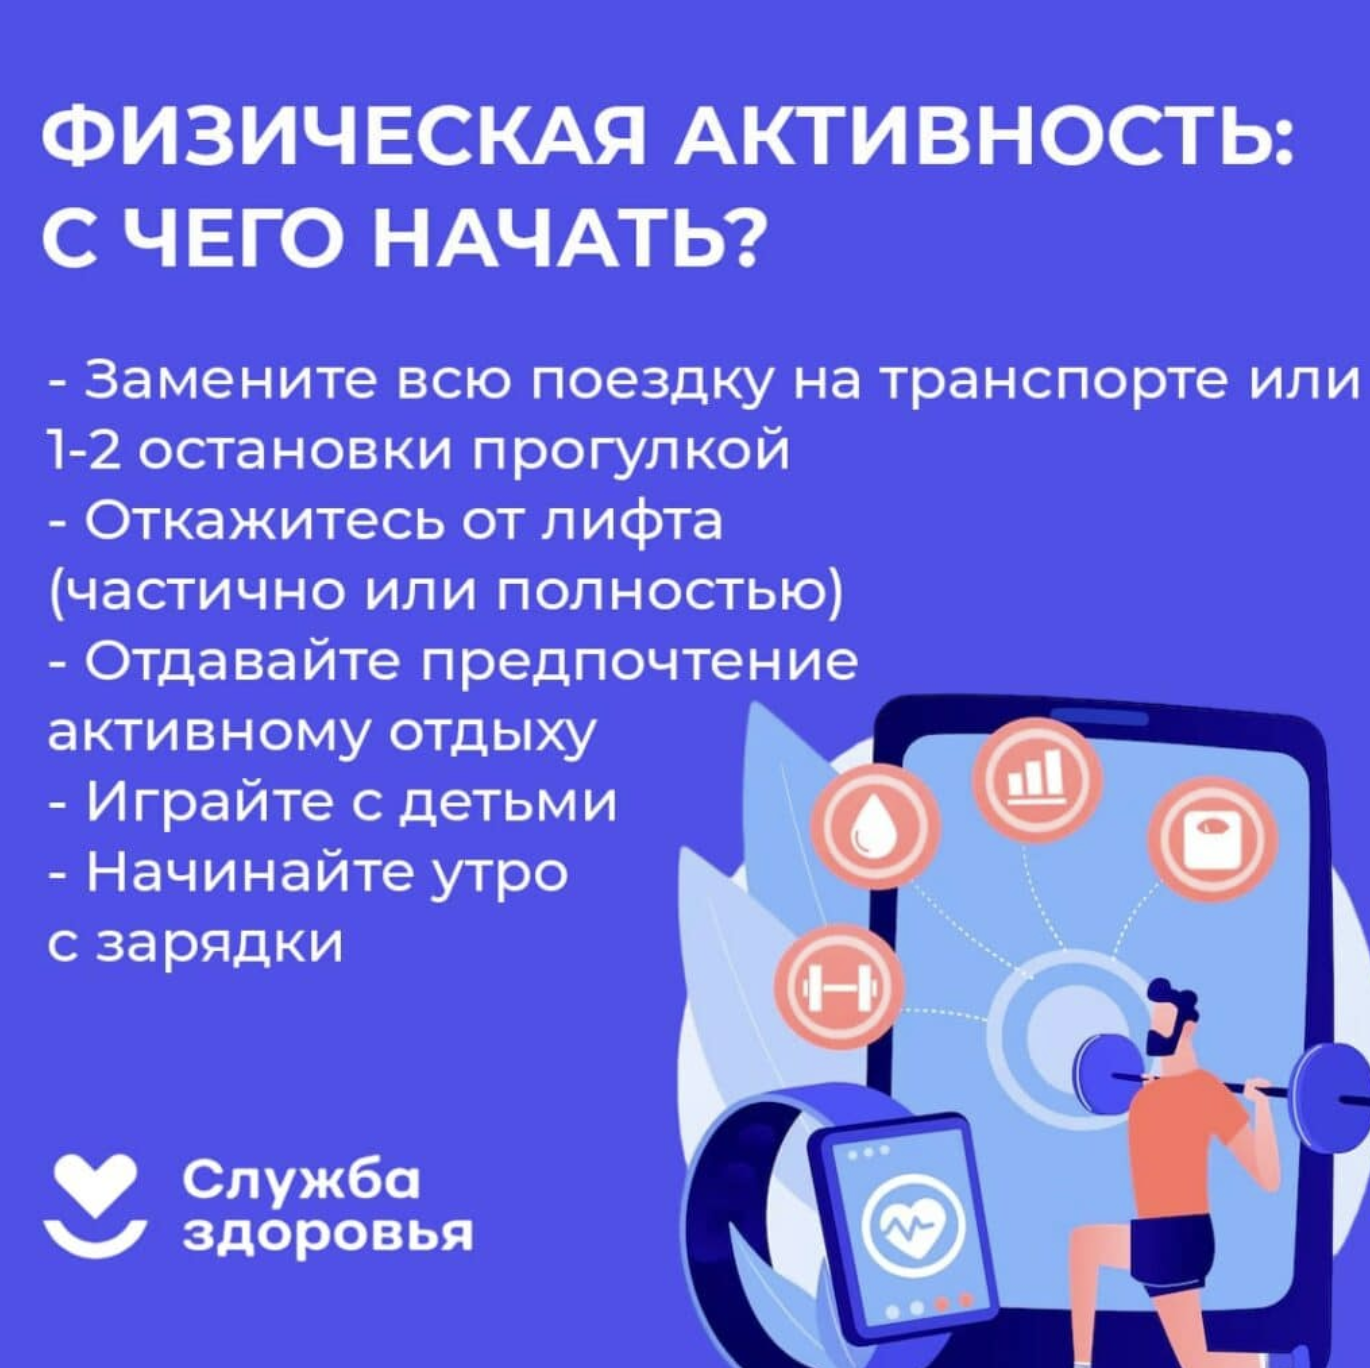 ФИЗИЧЕСКАЯ АКТИВНОСТЬ:
С ЧЕГО НАЧАТЬ?
- Замените всю поездку на транспорте или
1-2 остановки прогулкой
- Откажитесь от лифта
(частично или полностью)
- Отдавайте предпочтение
активному отдыху
- Играйте с детьми
- Начинайте утро
с зарядки
Служба
здоровья